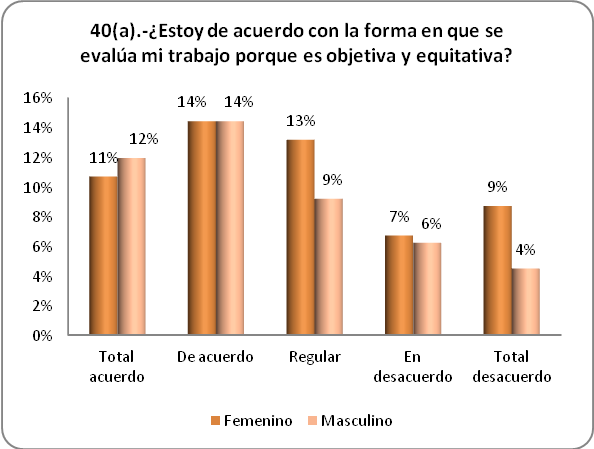 40(a).-¿Estoy de acuerdo con la forma en que se
evalúa mi trabajo porque es objetiva y equitativa?
16%
14%
12%
10%
8%
6%
4%
2%
0%
11%
12%
14%
14%
13%
9%
7%
6%
9%
4%
Total
acuerdo
De acuerdo
Regular
En
desacuerdo
Total
desacuerdo
Femenino
Masculino